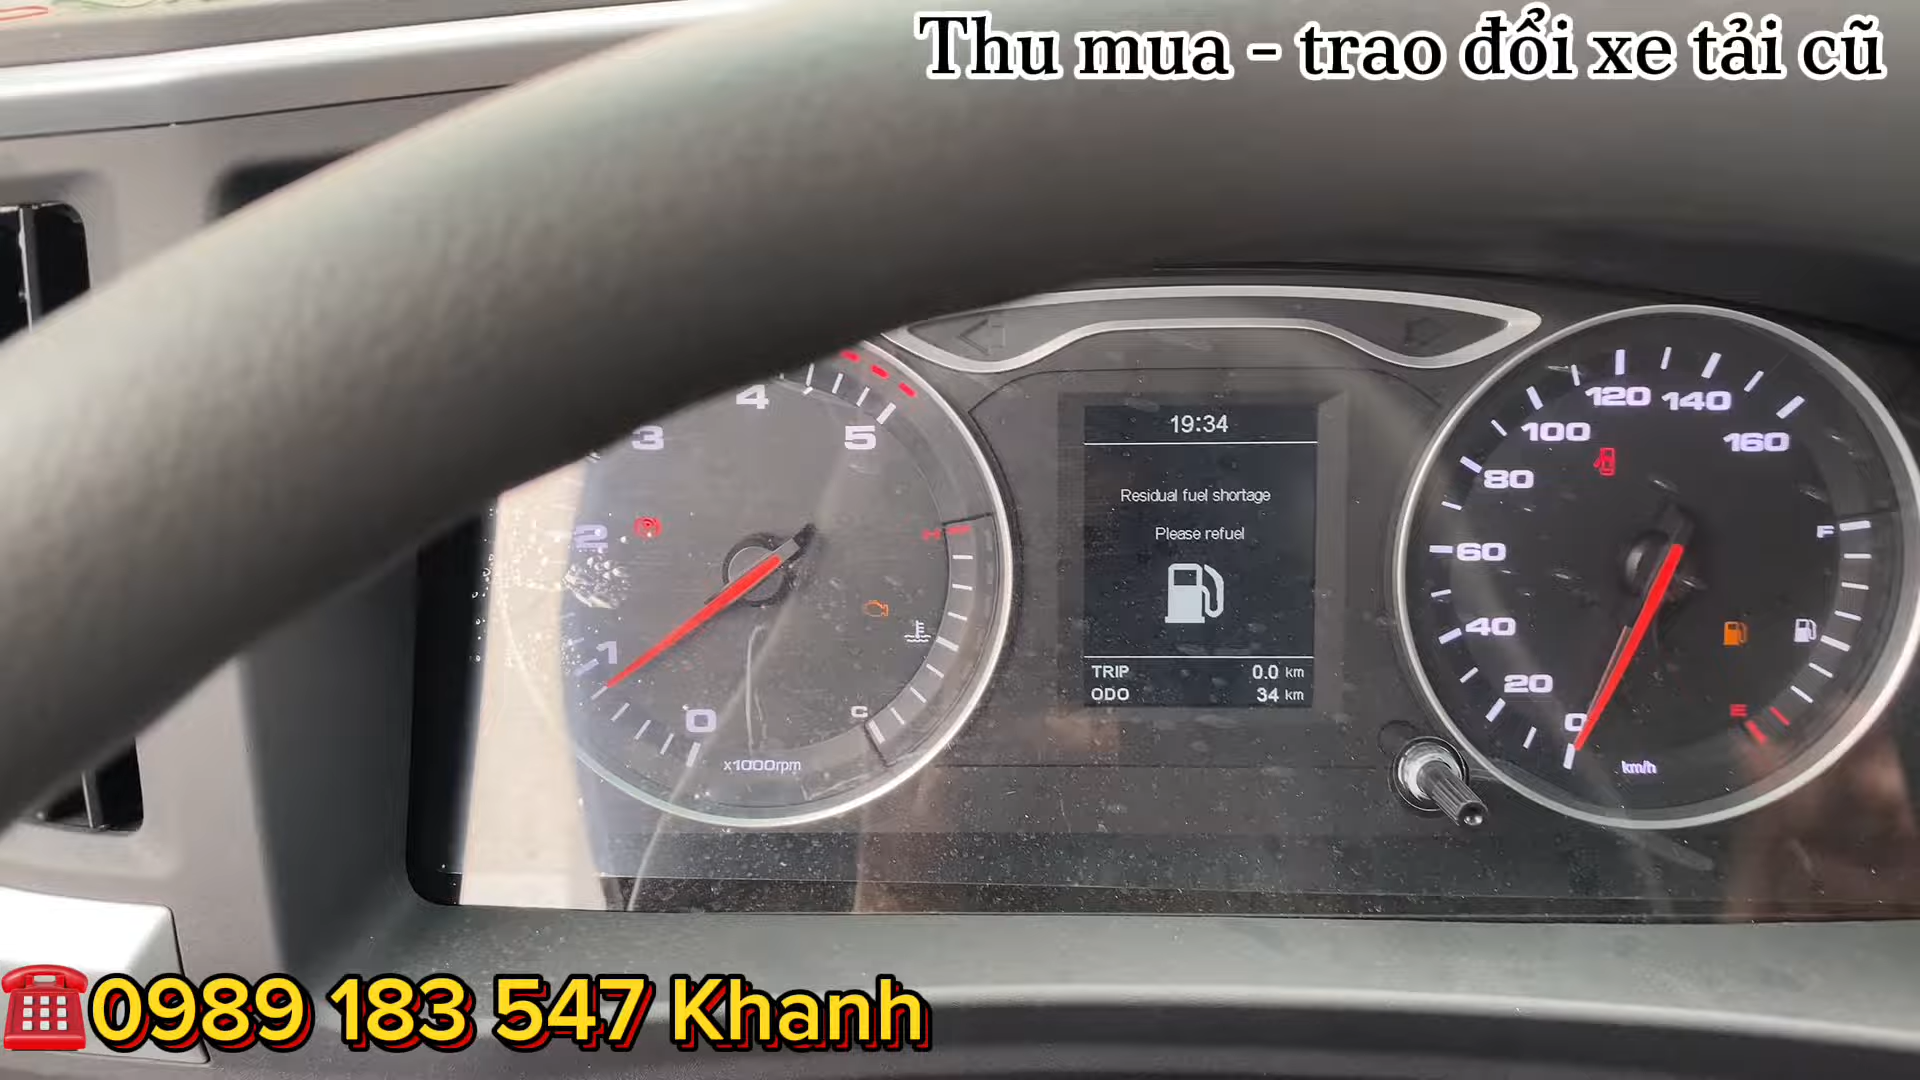 Thu mua - trao đổi xe tải cũ
4
3
5
2
1
0
x1000rpm
H
C
19:34
Residual fuel shortage
Please refuel
TRIP 0.0 km
ODO 34 km
120 140
100
160
80
60
40
20
0
km/h
F
E
0989 183 547 Khanh